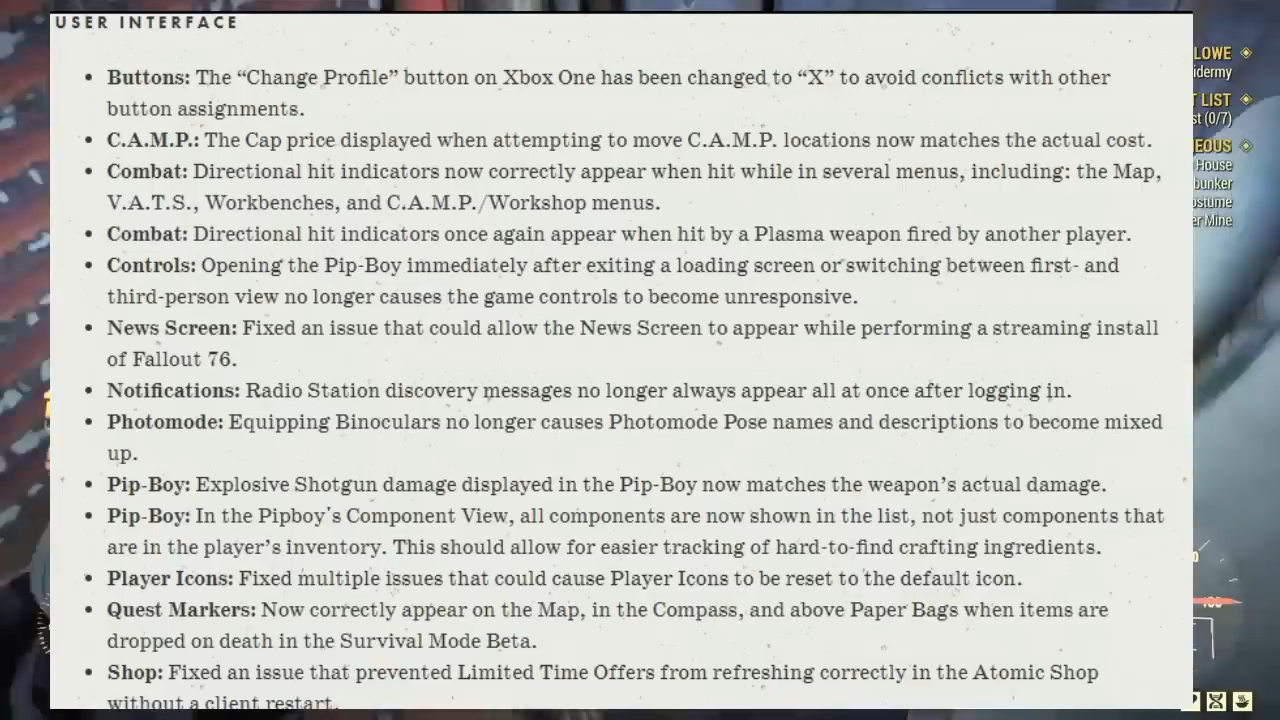 USER INTERFACE
• Buttons: The “Change Profile” button on Xbox One has been changed to “X” to avoid conflicts with other
button assignments.
• C.A.M.P.: The Cap price displayed when attempting to move C.A.M.P. locations now matches the actual cost.
• Combat: Directional hit indicators now correctly appear when hit while in several menus, including: the Map,
V.A.T.S., Workbenches, and C.A.M.P./Workshop menus.
• Combat: Directional hit indicators once again appear when hit by a Plasma weapon fired by another player.
• Controls: Opening the Pip-Boy immediately after exiting a loading screen or switching between first- and
third-person view no longer causes the game controls to become unresponsive.
• News Screen: Fixed an issue that could allow the News Screen to appear while performing a streaming install
of Fallout 76.
• Notifications: Radio Station discovery messages no longer always appear all at once after logging in.
• Photomode: Equipping Binoculars no longer causes Photomode Pose names and descriptions to become mixed
up.
• Pip-Boy: Explosive Shotgun damage displayed in the Pip-Boy now matches the weapon’s actual damage.
• Pip-Boy: In the Pipboy's Component View, all components are now shown in the list, not just components that
are in the player’s inventory. This should allow for easier tracking of hard-to-find crafting ingredients.
• Player Icons: Fixed multiple issues that could cause Player Icons to be reset to the default icon.
• Quest Markers: Now correctly appear on the Map, in the Compass, and above Paper Bags when items are
dropped on death in the Survival Mode Beta.
• Shop: Fixed an issue that prevented Limited Time Offers from refreshing correctly in the Atomic Shop
without a client restart.
LOWE
idermy
T LIST
st (0/7)
EOUS
House
bunker
ostume
er Mine